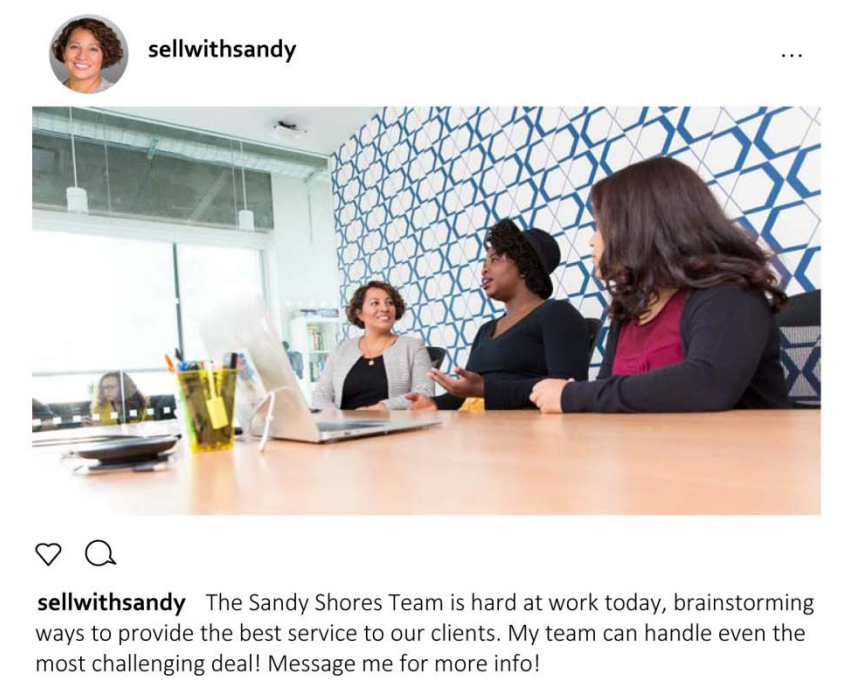 sellwithsandy
...
sellwithsandy The Sandy Shores Team is hard at work today, brainstorming
ways to provide the best service to our clients. My team can handle even the
most challenging deal! Message me for more info!